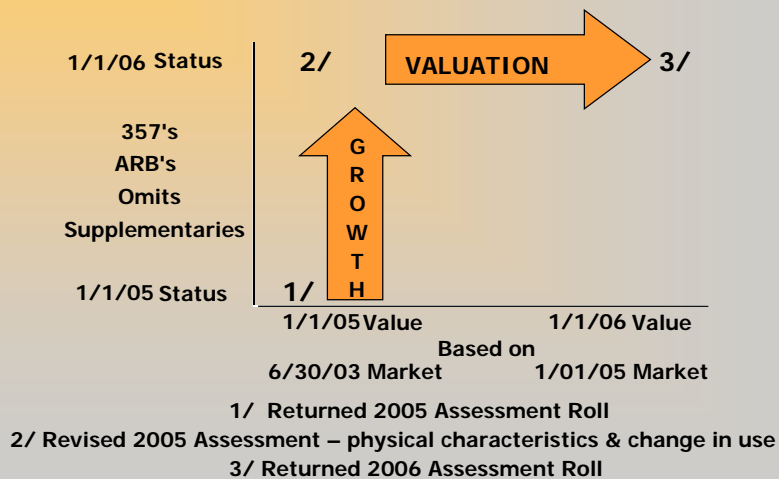 1/1/06 Status
2/
VALUATION
3/
357's
ARB's
Omits
Supplementaries
GROWTH
1/1/05 Status
1/
1/1/05 Value
1/1/06 Value
Based on
6/30/03 Market
1/01/05 Market
1/ Returned 2005 Assessment Roll
2/ Revised 2005 Assessment – physical characteristics & change in use
3/ Returned 2006 Assessment Roll